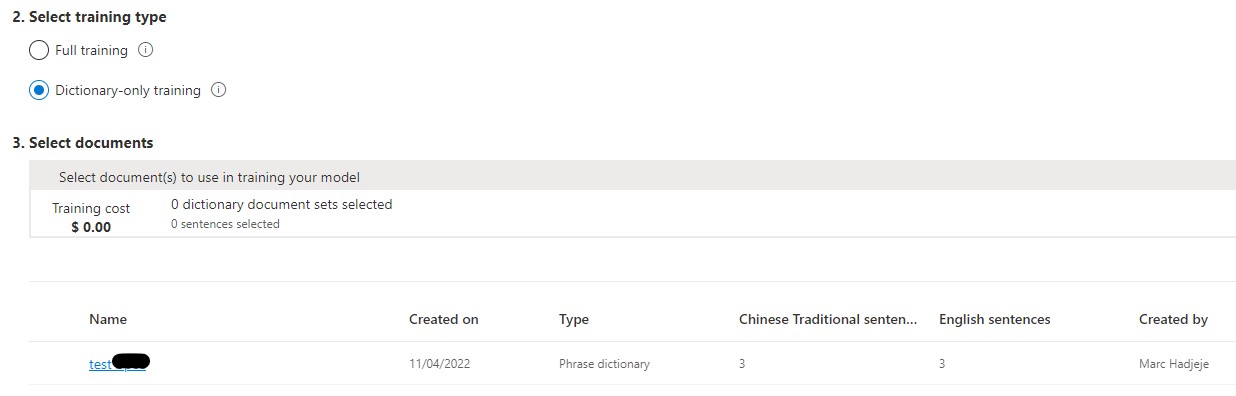 2. Select training type
Full training
Dictionary-only training
3. Select documents
Select document(s) to use in training your model
Training cost
$ 0.00
0 dictionary document sets selected
0 sentences selected
Name Created on Type Chinese Traditional senten... English sentences Created by
test 11/04/2022 Phrase dictionary 3 3 Marc Hadjeje